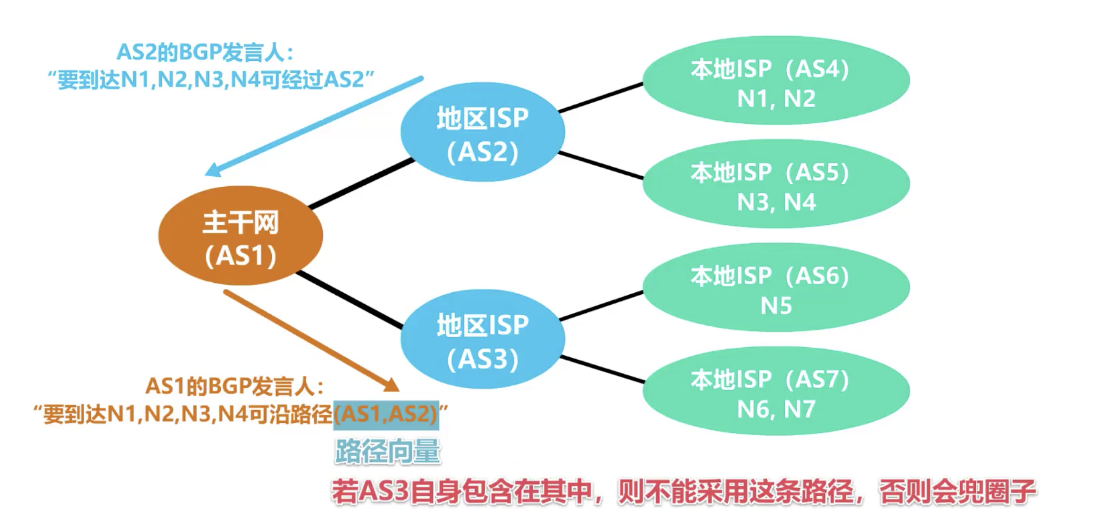 AS2的BGP发言人：
“要到达N1,N2,N3,N4可经过AS2”
地区ISP
（AS2）
本地ISP（AS4）
N1, N2
本地ISP（AS5）
N3, N4
主干网
（AS1）
地区ISP
（AS3）
本地ISP（AS6）
N5
本地ISP（AS7）
N6, N7
AS1的BGP发言人：
“要到达N1,N2,N3,N4可沿路径(AS1,AS2)”
路径向量
若AS3自身包含在其中，则不能采用这条路径，否则会兜圈子